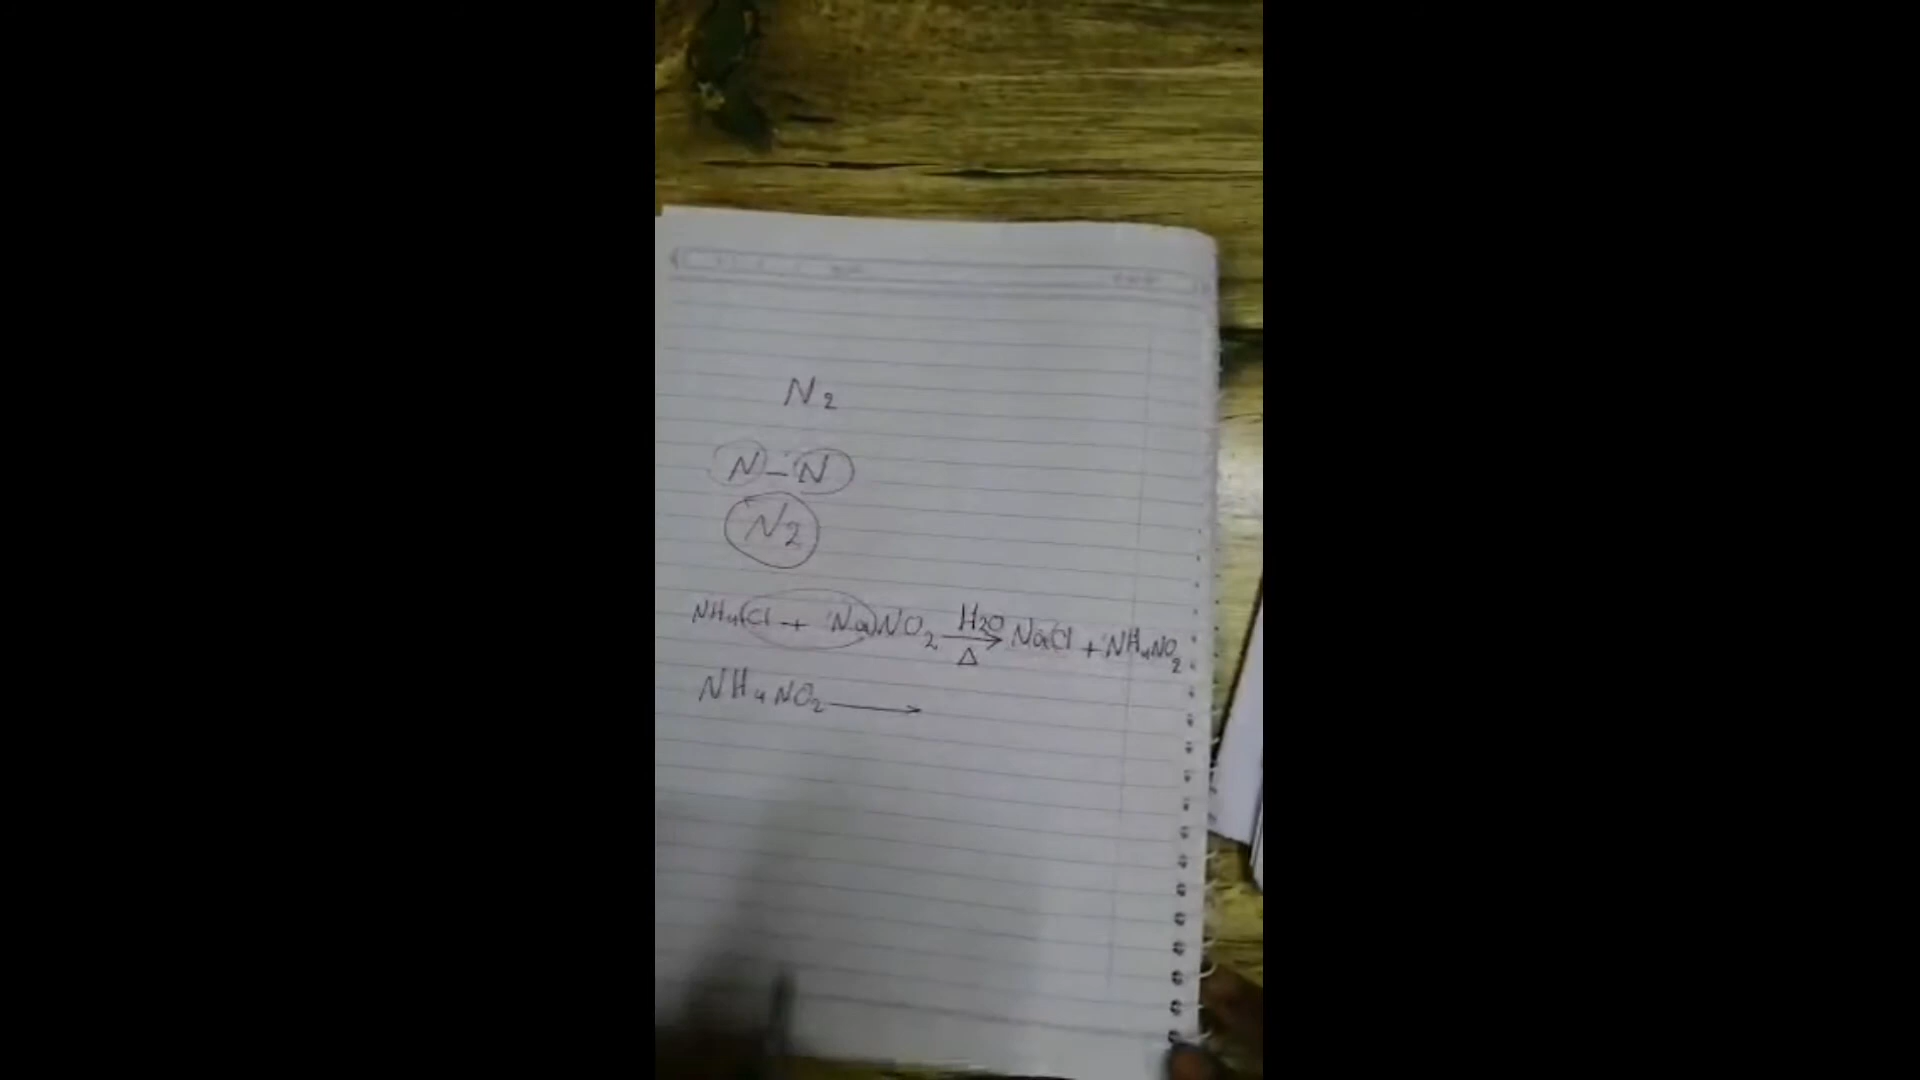 N2
N-N
N2
NH4Cl + NaNO2 H2O → Δ NaCl + NH4NO2
NH4NO2 →